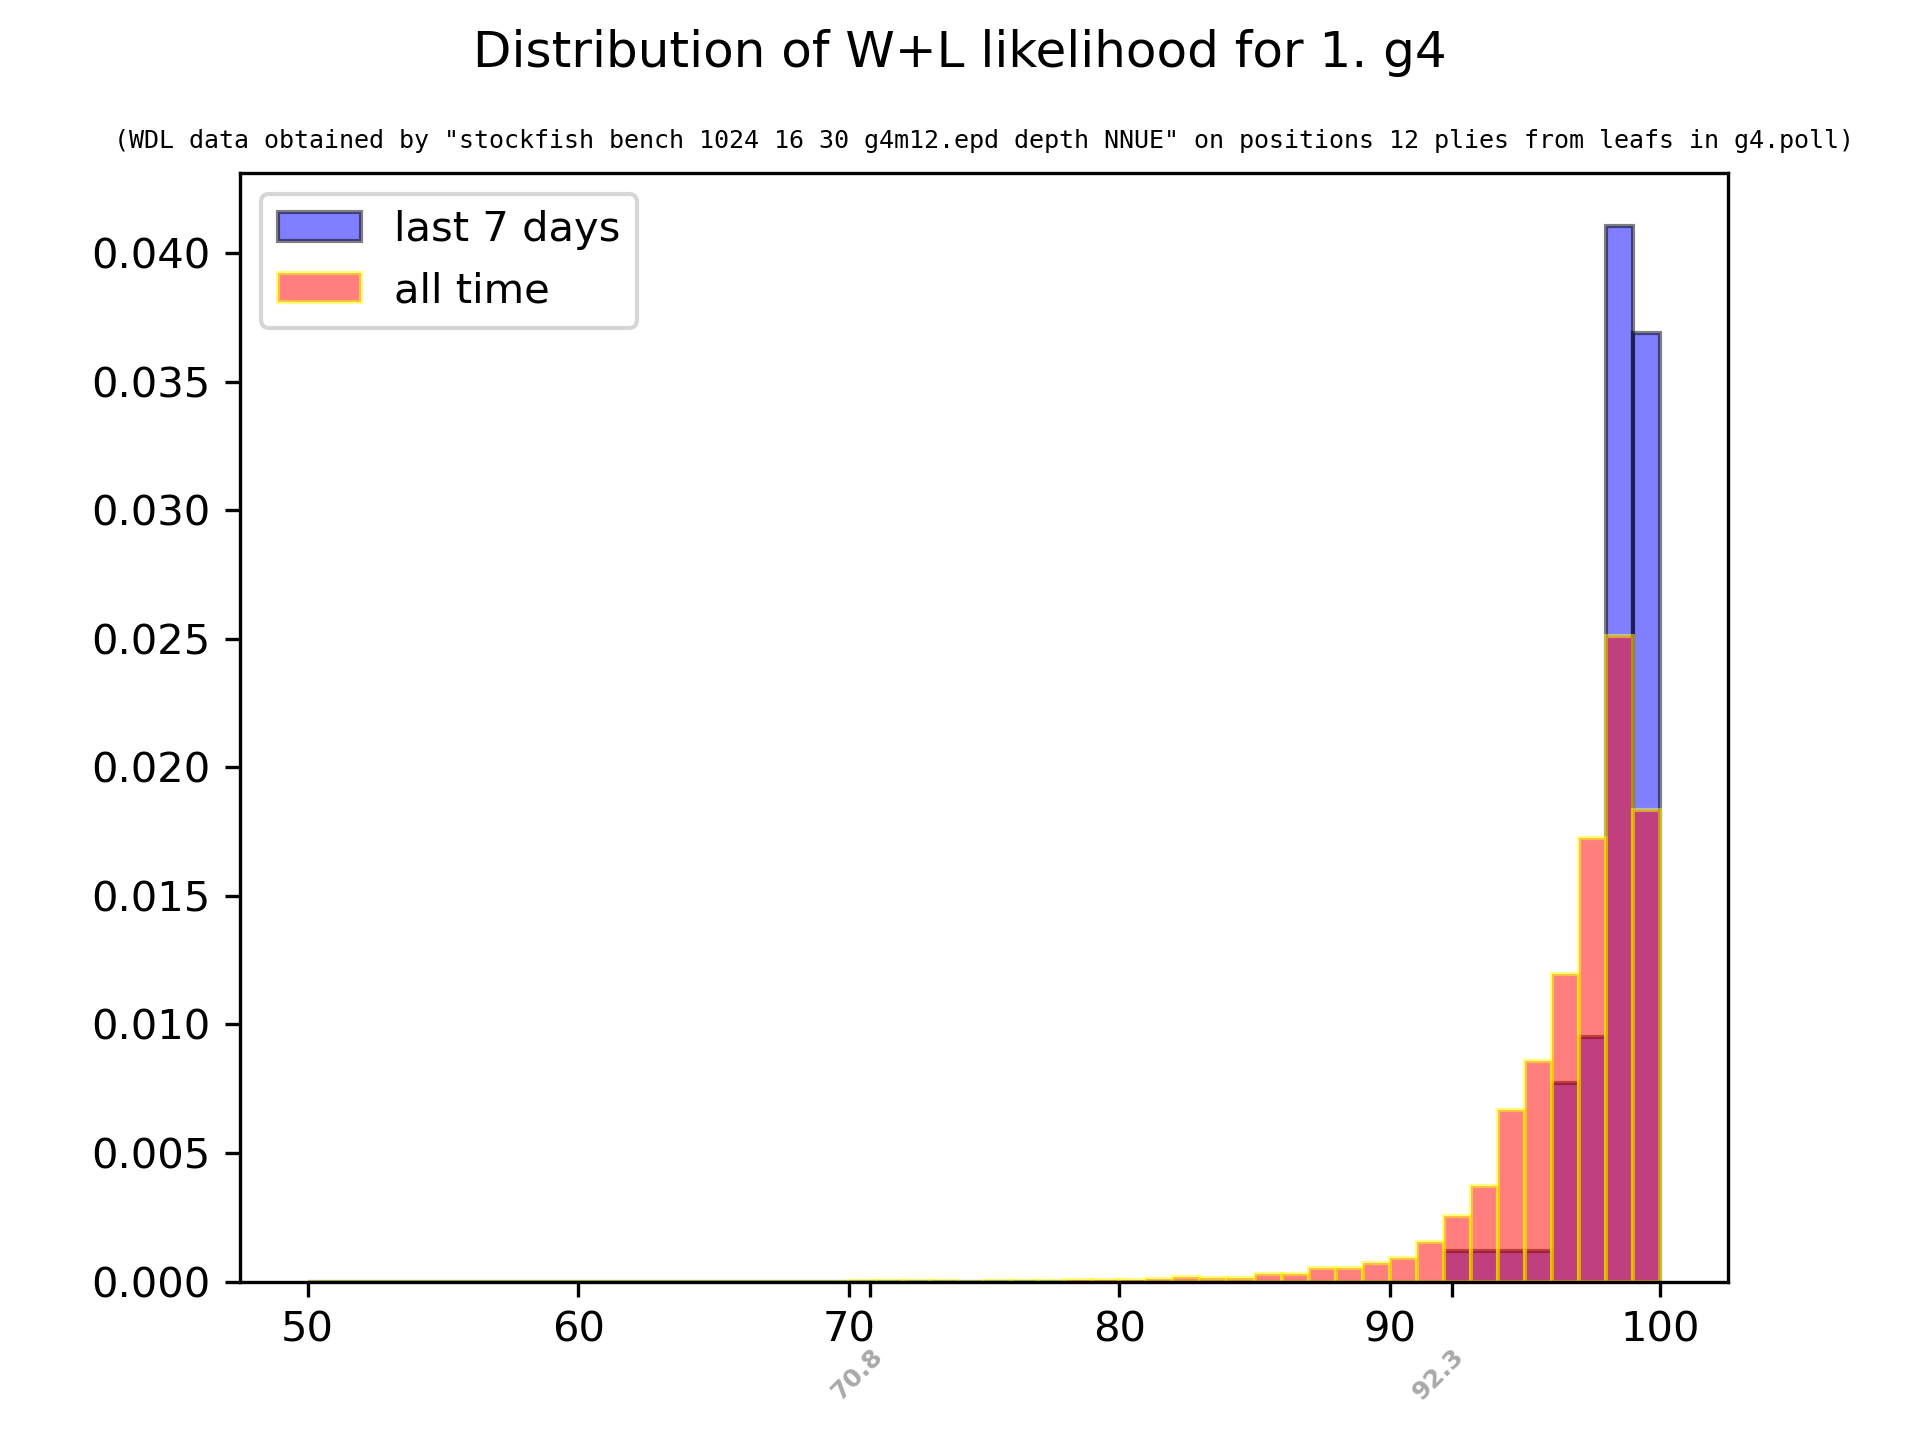 Distribution of W+L likelihood for 1. g4
(WDL data obtained by "stockfish bench 1024 16 30 g4m12.epd depth NNUE" on positions 12 plies from leafs in g4.poll)
last 7 days
all time
0.040
0.035
0.030
0.025
0.020
0.015
0.010
0.005
0.000
50 60 70 80 90 100
70.8 92.3